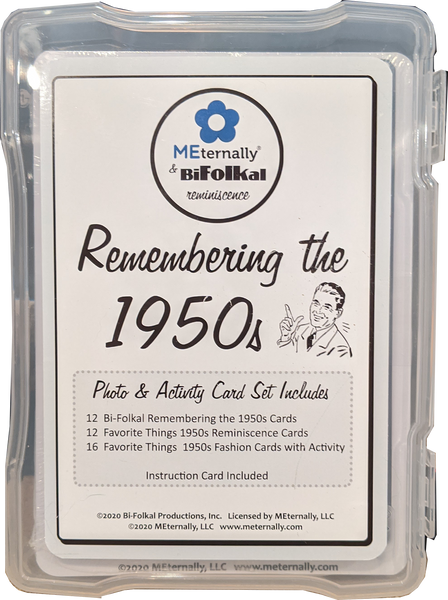 MEternally®
& BiFolkal
reminiscence
Remembering the
1950s
Photo & Activity Card Set Includes
12 Bi-Folkal Remembering the 1950s Cards
12 Favorite Things 1950s Reminiscence Cards
16 Favorite Things 1950s Fashion Cards with Activity
Instruction Card Included
©2020 Bi-Folkal Productions, Inc. Licensed by MEternally, LLC
©2020 MEternally, LLC www.meternally.com
©2020 MEternally, LLC www.meternally.com